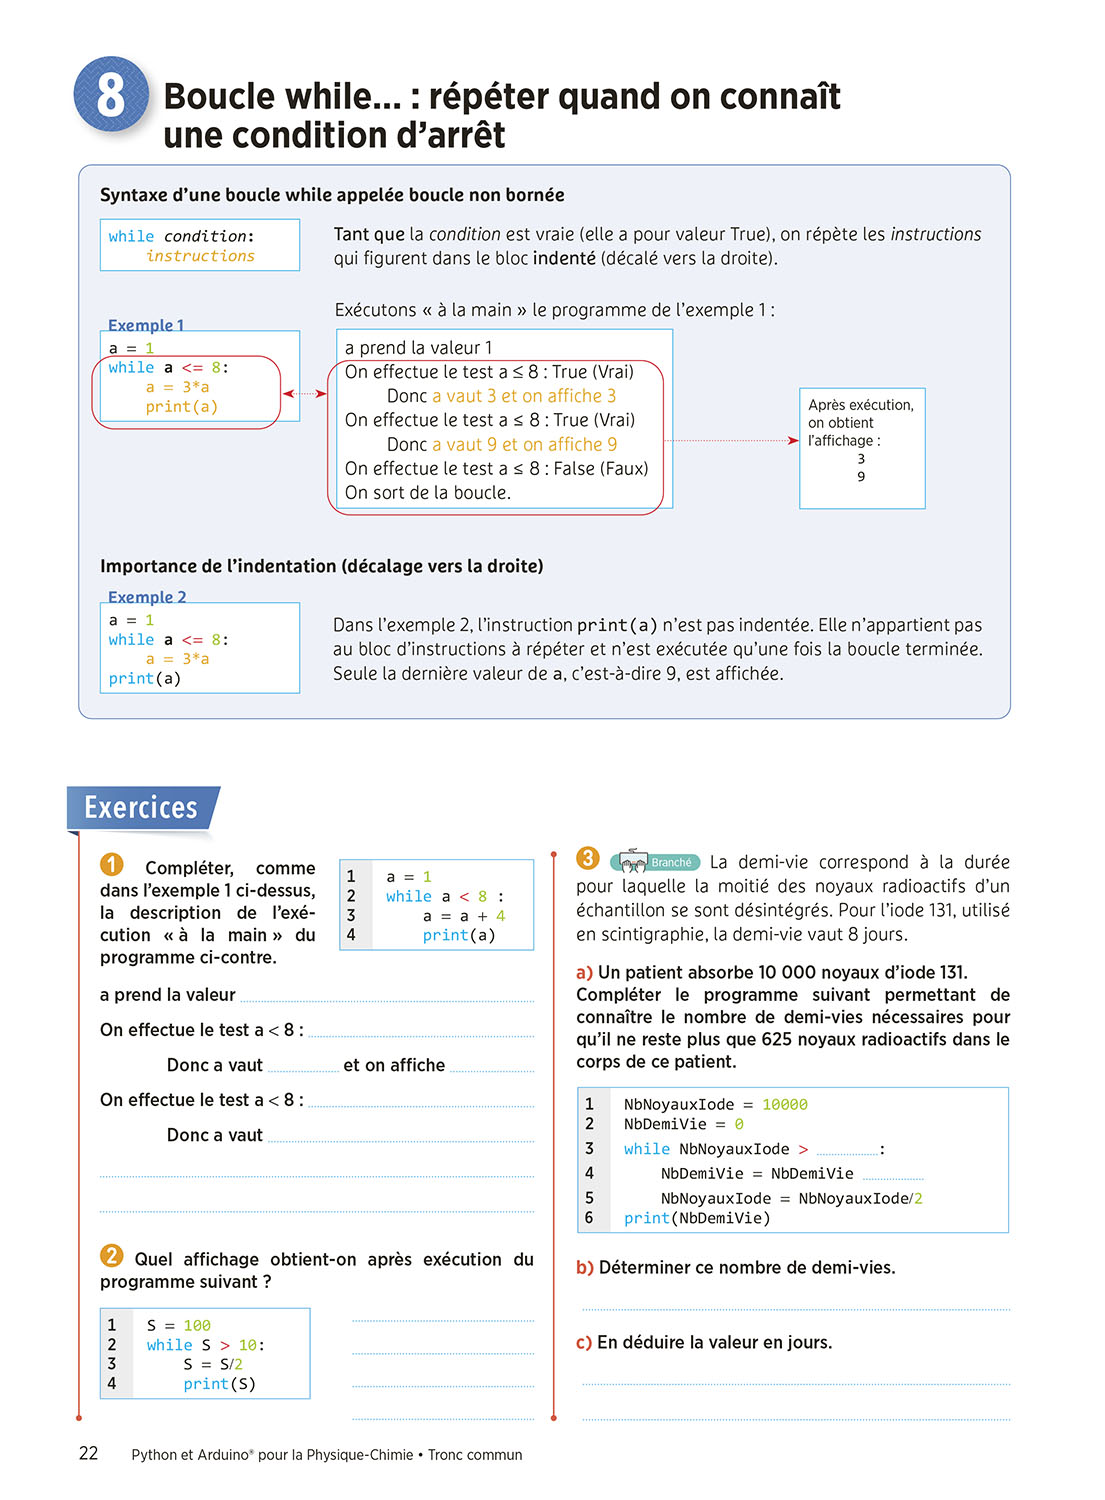 8
Boucle while... : répéter quand on connaît
une condition d'arrêt
Syntaxe d'une boucle while appelée boucle non bornée
while condition:
instructions
Tant que la condition est vraie (elle a pour valeur True), on répète les instructions
qui figurent dans le bloc indenté (décalé vers la droite).
Exécutons « à la main » le programme de l'exemple 1 :
Exemple 1
a = 1
while a <= 8:
a = 3*a
print(a)
a prend la valeur 1
On effectue le test a ≤ 8 : True (Vrai)
Donc a vaut 3 et on affiche 3
On effectue le test a ≤ 8 : True (Vrai)
Donc a vaut 9 et on affiche 9
On effectue le test a ≤ 8 : False (Faux)
On sort de la boucle.
Après exécution,
on obtient
l'affichage :
3
9
Importance de l'indentation (décalage vers la droite)
Exemple 2
a = 1
while a <= 8:
a = 3*a
print(a)
Dans l'exemple 2, l'instruction print(a) n'est pas indentée. Elle n'appartient pas
au bloc d'instructions à répéter et n'est exécutée qu'une fois la boucle terminée.
Seule la dernière valeur de a, c'est-à-dire 9, est affichée.
Exercices
1 Compléter, comme
dans l'exemple 1 ci-dessus,
la description de l'exé-
cution « à la main » du
programme ci-contre.
1 a = 1
2 while a < 8 :
3 a = a + 4
4 print(a)
a prend la valeur
On effectue le test a < 8 :
Donc a vaut et on affiche
On effectue le test a < 8 :
Donc a vaut
2 Quel affichage obtient-on après exécution du
programme suivant ?
1 S = 100
2 while S > 10:
3 S = S/2
4 print(S)
3 Branché La demi-vie correspond à la durée
pour laquelle la moitié des noyaux radioactifs d'un
échantillon se sont désintégrés. Pour l'iode 131, utilisé
en scintigraphie, la demi-vie vaut 8 jours.
a) Un patient absorbe 10 000 noyaux d'iode 131.
Compléter le programme suivant permettant de
connaître le nombre de demi-vies nécessaires pour
qu'il ne reste plus que 625 noyaux radioactifs dans le
corps de ce patient.
1 NbNoyauxIode = 10000
2 NbDemiVie = 0
3 while NbNoyauxIode > :
4 NbDemiVie = NbDemiVie
5 NbNoyauxIode = NbNoyauxIode/2
6 print(NbDemiVie)
b) Déterminer ce nombre de demi-vies.
c) En déduire la valeur en jours.
22 Python et Arduino® pour la Physique-Chimie • Tronc commun